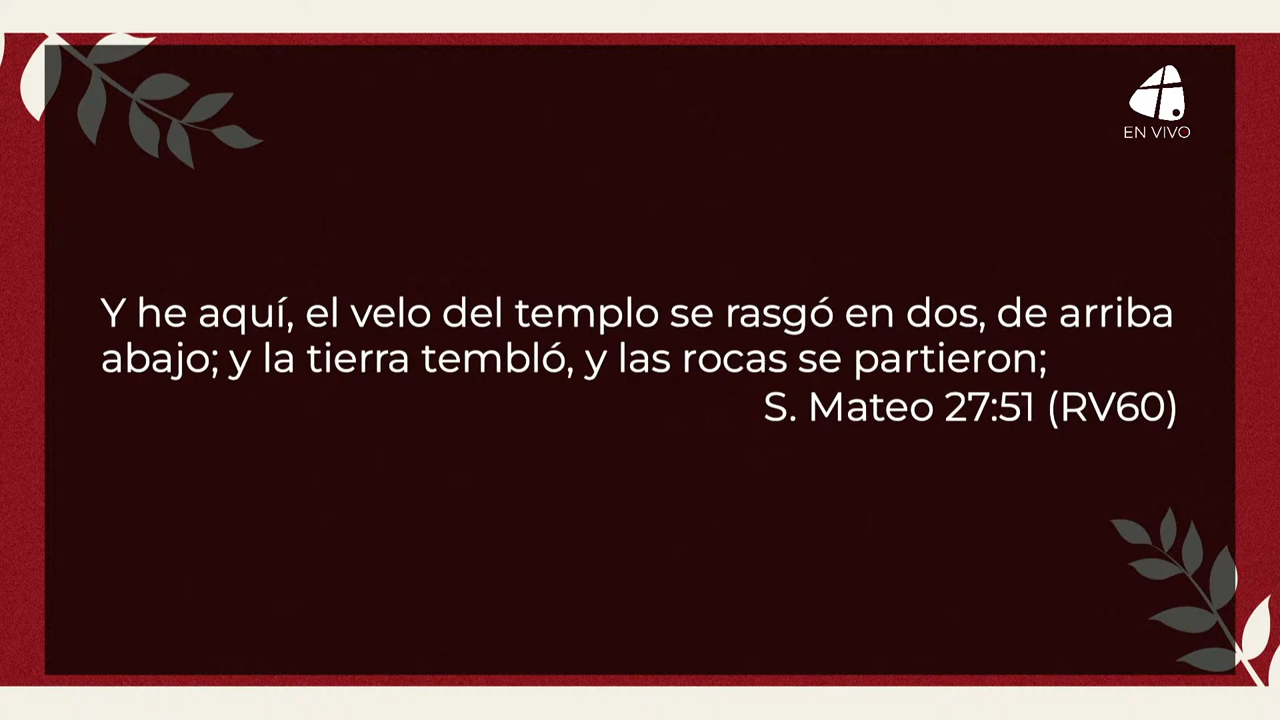 EN VIVO
Y he aquí, el velo del templo se rasgó en dos, de arriba
abajo; y la tierra tembló, y las rocas se partieron;
S. Mateo 27:51 (RV60)